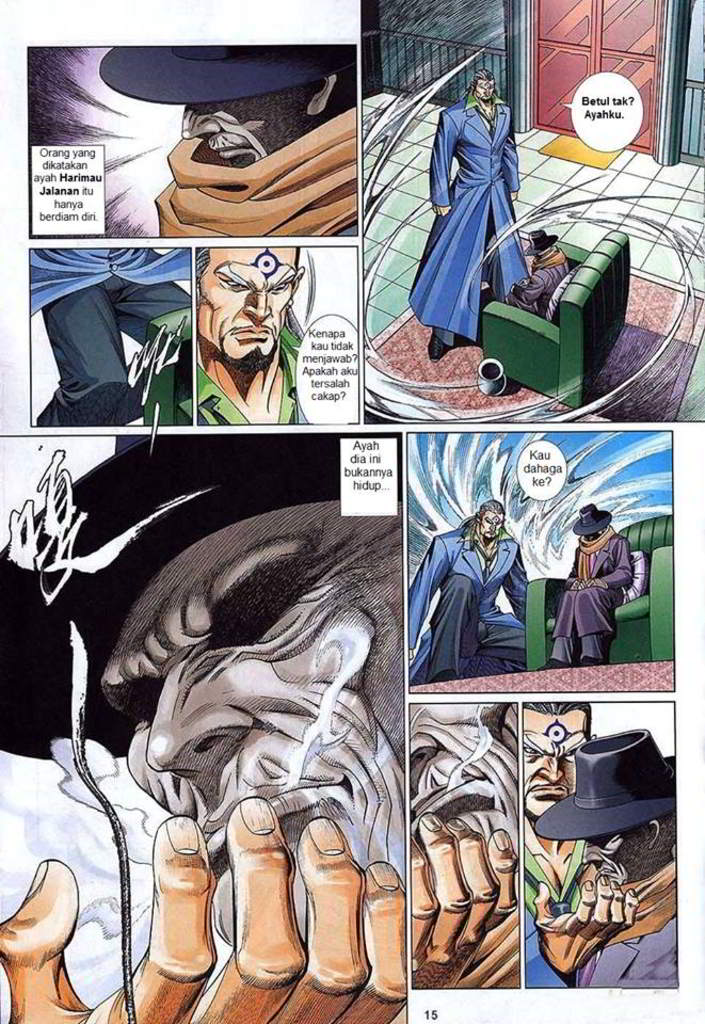 Orang yang
dikatakan
ayah Harimau
Jalanan itu
hanya
berdiam diri.
Betul tak?
Ayahku.
Kenapa
kau tidak
menjawab?
Apakah aku
tersalah
cakap?
Ayah
dia ini
bukannya
hidup...
Kau
dahaga
ke?
15